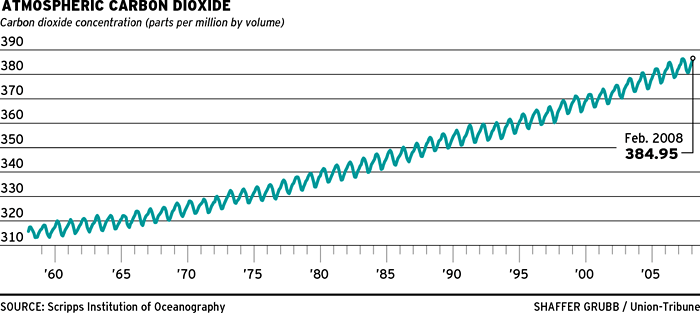 ATMOSPHERIC CARBON DIOXIDE
Carbon dioxide concentration (parts per million by volume)
390
380
370
360
350
Feb. 2008
384.95
340
330
320
310
'60 '65 '70 '75 '80 '85 '90 '95 '00 '05
SOURCE: Scripps Institution of Oceanography SHAFFER GRUBB / Union-Tribune